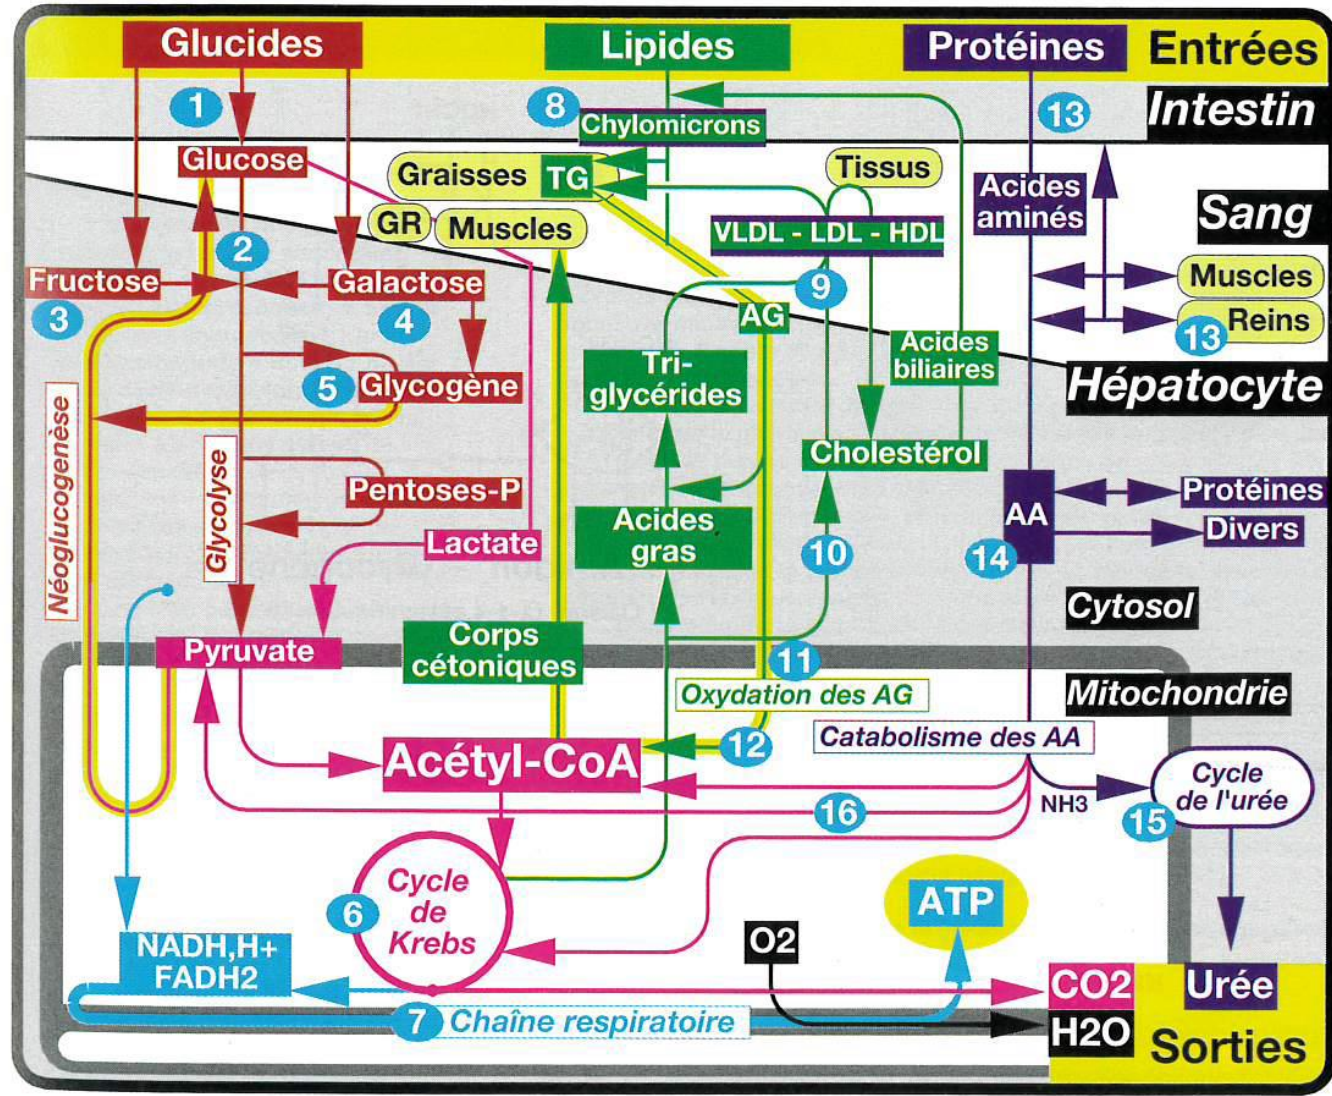 Glucides
Lipides
Protéines
Entrées
1
8
13
Intestin
Chylomicrons
Glucose
Graisses
TG
Tissus
Acides
aminés
Sang
GR
Muscles
VLDL - LDL - HDL
2
Fructose
Galactose
9
Muscles
3
4
AG
13
Reins
Acides
biliaires
5
Glycogène
Tri-
glycérides
Hépatocyte
Néoglucogenèse
Glycolyse
Cholestérol
Pentoses-P
AA
Protéines
Lactate
Acides
gras
10
14
Divers
Cytosol
Pyruvate
Corps
cétoniques
11
Oxydation des AG
Mitochondrie
12
Catabolisme des AA
Acétyl-CoA
NH3
Cycle
de l'urée
16
15
6
Cycle
de
Krebs
ATP
NADH,H+
FADH2
O2
CO2
Urée
7
Chaîne respiratoire
H2O
Sorties